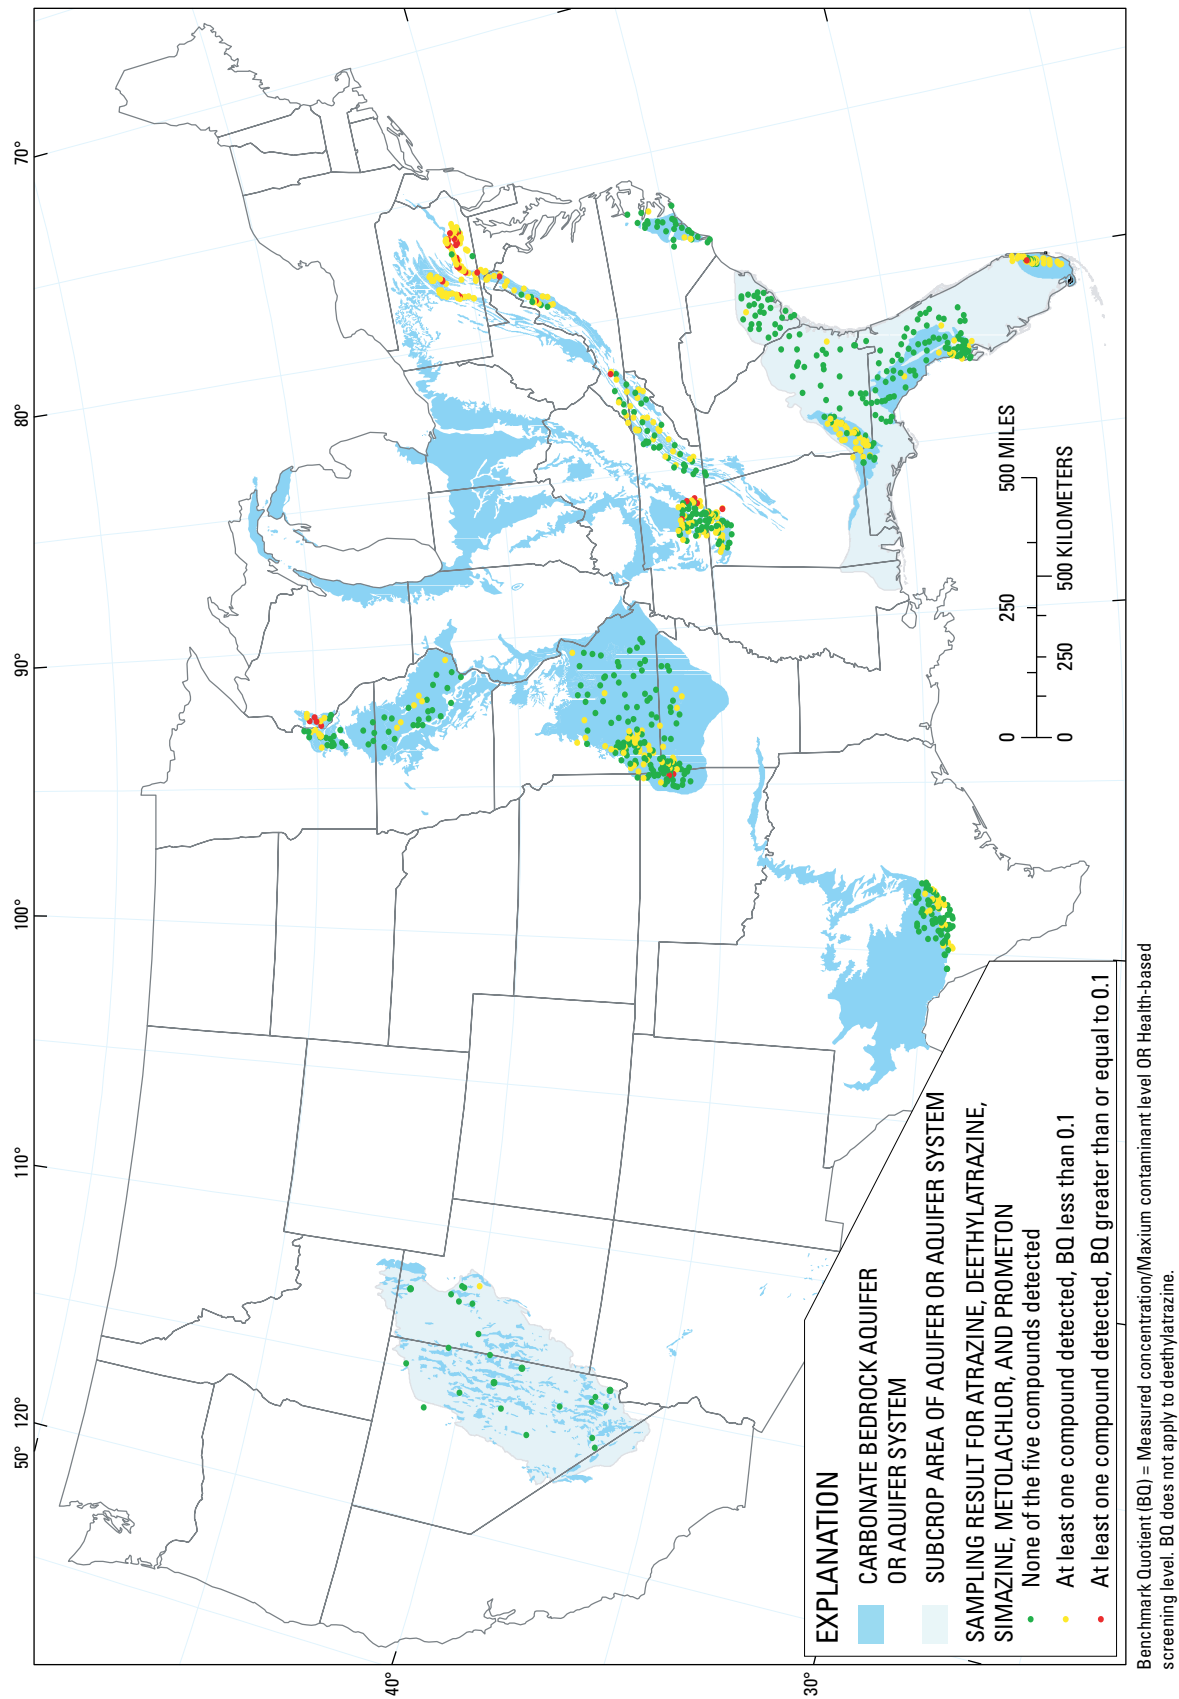 50°
120°
110°
100°
90°
80°
70°
40°
30°
EXPLANATION
CARBONATE BEDROCK AQUIFER
OR AQUIFER SYSTEM
SUBCROP AREA OF AQUIFER OR AQUIFER SYSTEM
SAMPLING RESULT FOR ATRAZINE, DEETHYLATRAZINE,
SIMAZINE, METOLACHLOR, AND PROMETON
None of the five compounds detected
At least one compound detected, BQ less than 0.1
At least one compound detected, BQ greater than or equal to 0.1
0 250 500 MILES
0 250 500 KILOMETERS
Benchmark Quotient (BQ) = Measured concentration/Maxium contaminant level OR Health-based
screening level. BQ does not apply to deethylatrazine.